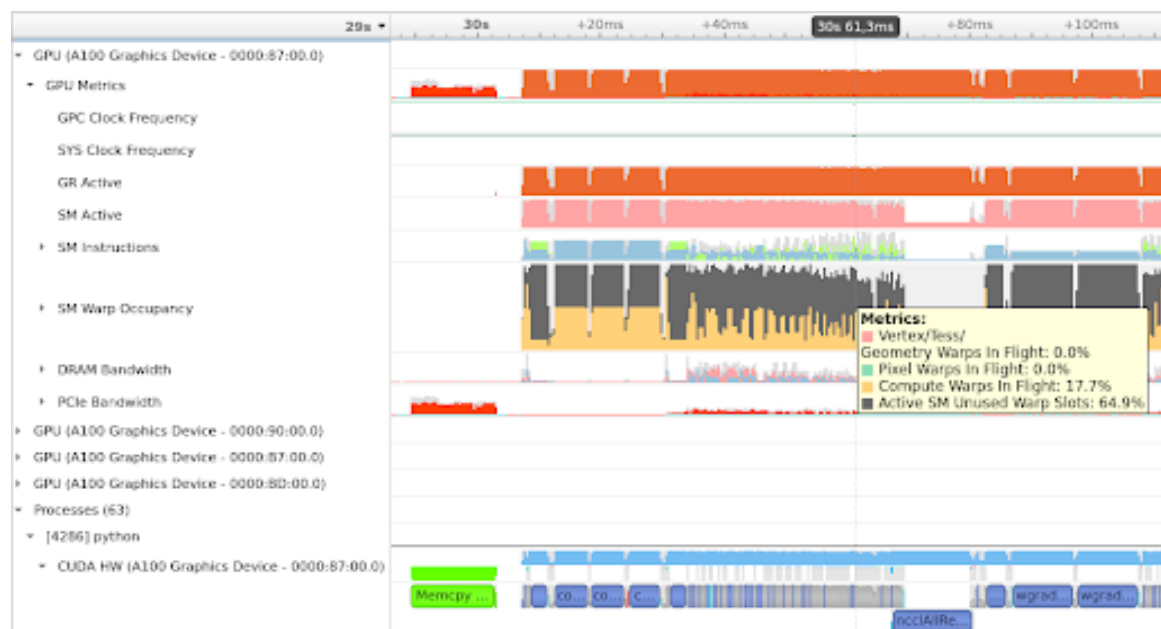 29s
30s +20ms +40ms 30s 61,3ms +80ms +100ms
GPU (A100 Graphics Device - 0000:87:00.0)
GPU Metrics
GPC Clock Frequency
SYS Clock Frequency
GR Active
SM Active
SM Instructions
SM Warp Occupancy
Metrics:
Vertex/Tess/
Geometry Warps In Flight: 0.0%
Pixel Warps In Flight: 0.0%
Compute Warps In Flight: 17.7%
Active SM Unused Warp Slots: 64.9%
DRAM Bandwidth
PCIe Bandwidth
GPU (A100 Graphics Device - 0000:90:00.0)
GPU (A100 Graphics Device - 0000:B7:00.0)
GPU (A100 Graphics Device - 0000:BD:00.0)
Processes (63)
[4286] python
CUDA HW (A100 Graphics Device - 0000:87:00.0)
Memcpy ... co... co... c... ... wgrad... wgrad...
ncclAllRe...